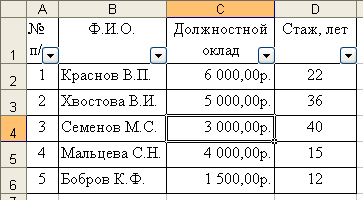 A B C D
1 № п/ Ф.И.О. Должностной оклад Стаж, лет
2 1 Краснов В.П. 6 000,00р. 22
3 2 Хвостова В.И. 5 000,00р. 36
4 3 Семенов М.С. 3 000,00р. 40
5 4 Мальцева С.Н. 4 000,00р. 15
6 5 Бобров К.Ф. 1 500,00р. 12